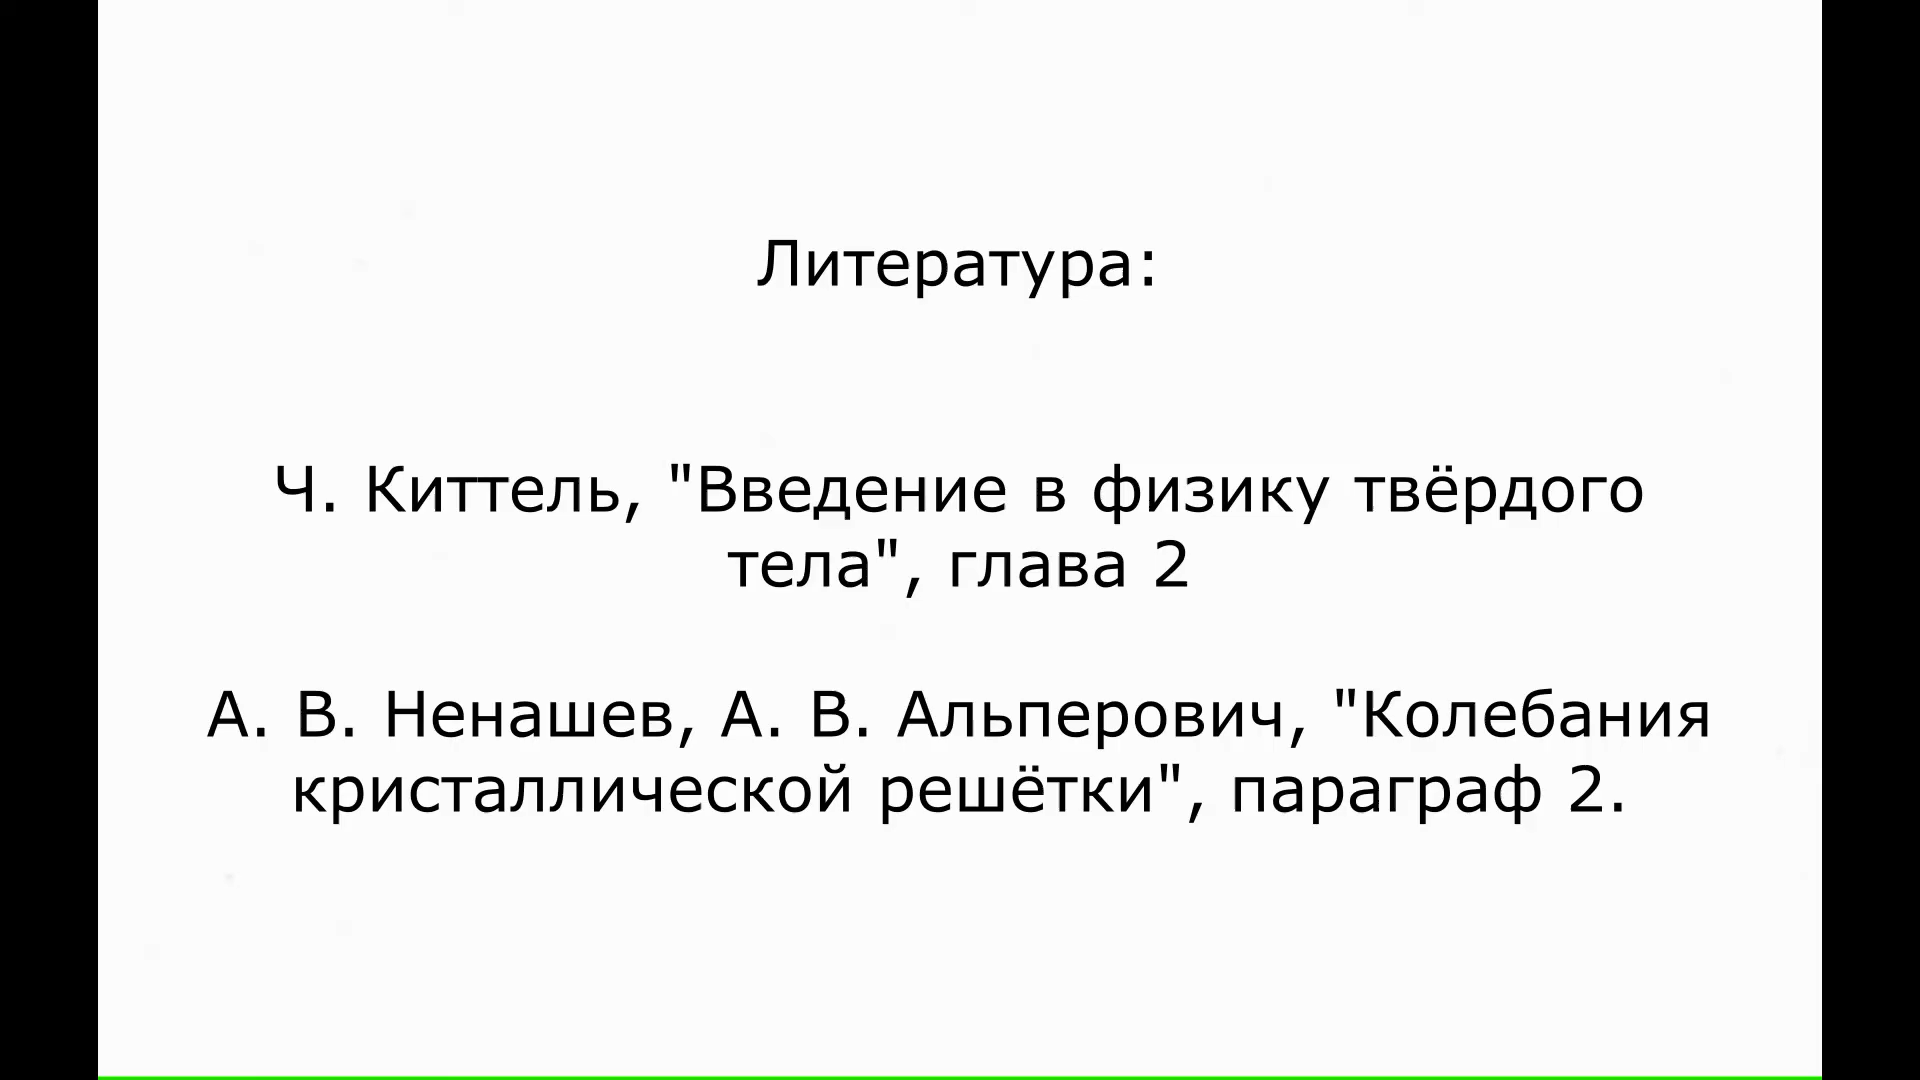 Литература:
Ч. Киттель, "Введение в физику твёрдого
тела", глава 2
А. В. Ненашев, А. В. Альперович, "Колебания
кристаллической решётки", параграф 2.